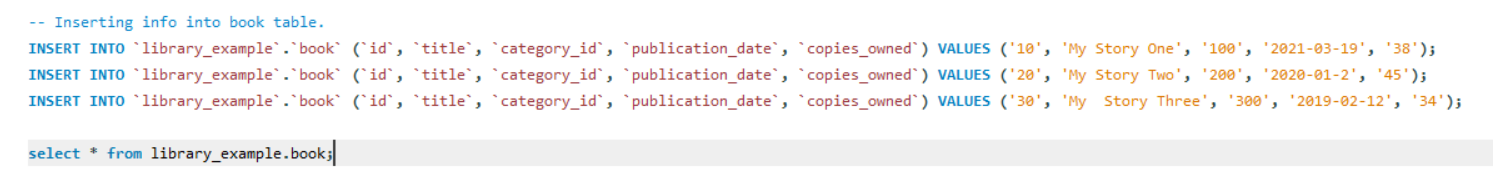 -- Inserting info into book table.
INSERT INTO `library_example`.`book` (`id`, `title`, `category_id`, `publication_date`, `copies_owned`) VALUES ('10', 'My Story One', '100', '2021-03-19', '38');
INSERT INTO `library_example`.`book` (`id`, `title`, `category_id`, `publication_date`, `copies_owned`) VALUES ('20', 'My Story Two', '200', '2020-01-2', '45');
INSERT INTO `library_example`.`book` (`id`, `title`, `category_id`, `publication_date`, `copies_owned`) VALUES ('30', 'My  Story Three', '300', '2019-02-12', '34');
select * from library_example.book;